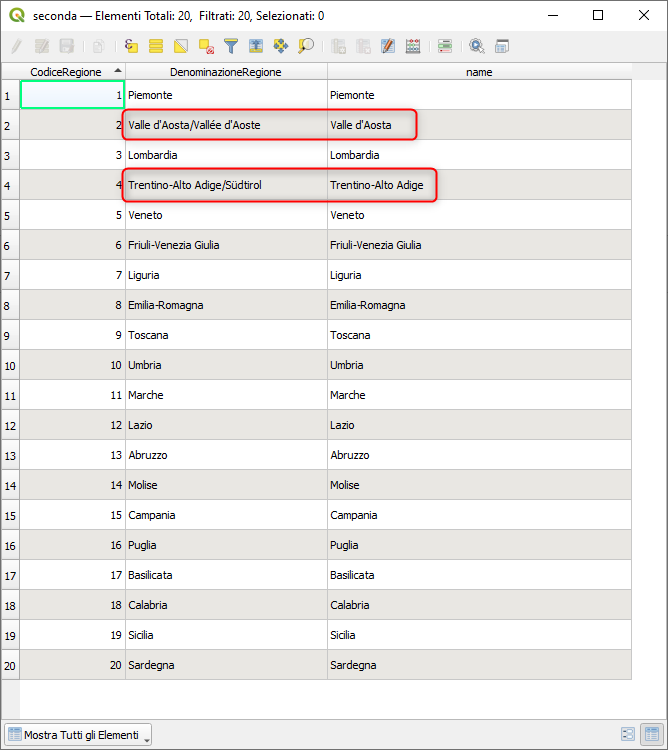 seconda — Elementi Totali: 20, Filtrati: 20, Selezionati: 0
CodiceRegione DenominazioneRegione name
1 1 Piemonte Piemonte
2 2 Valle d'Aosta/Vallée d'Aoste Valle d'Aosta
3 3 Lombardia Lombardia
4 4 Trentino-Alto Adige/Südtirol Trentino-Alto Adige
5 5 Veneto Veneto
6 6 Friuli-Venezia Giulia Friuli-Venezia Giulia
7 7 Liguria Liguria
8 8 Emilia-Romagna Emilia-Romagna
9 9 Toscana Toscana
10 10 Umbria Umbria
11 11 Marche Marche
12 12 Lazio Lazio
13 13 Abruzzo Abruzzo
14 14 Molise Molise
15 15 Campania Campania
16 16 Puglia Puglia
17 17 Basilicata Basilicata
18 18 Calabria Calabria
19 19 Sicilia Sicilia
20 20 Sardegna Sardegna
Mostra Tutti gli Elementi